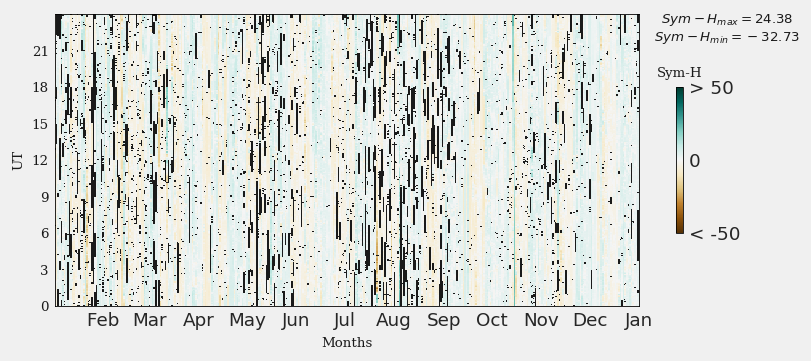 Sym − H_max = 24.38
Sym − H_min = −32.73
Sym-H
> 50
0
< -50
21
18
15
12
9
6
3
0
UT
Feb Mar Apr May Jun Jul Aug Sep Oct Nov Dec Jan
Months